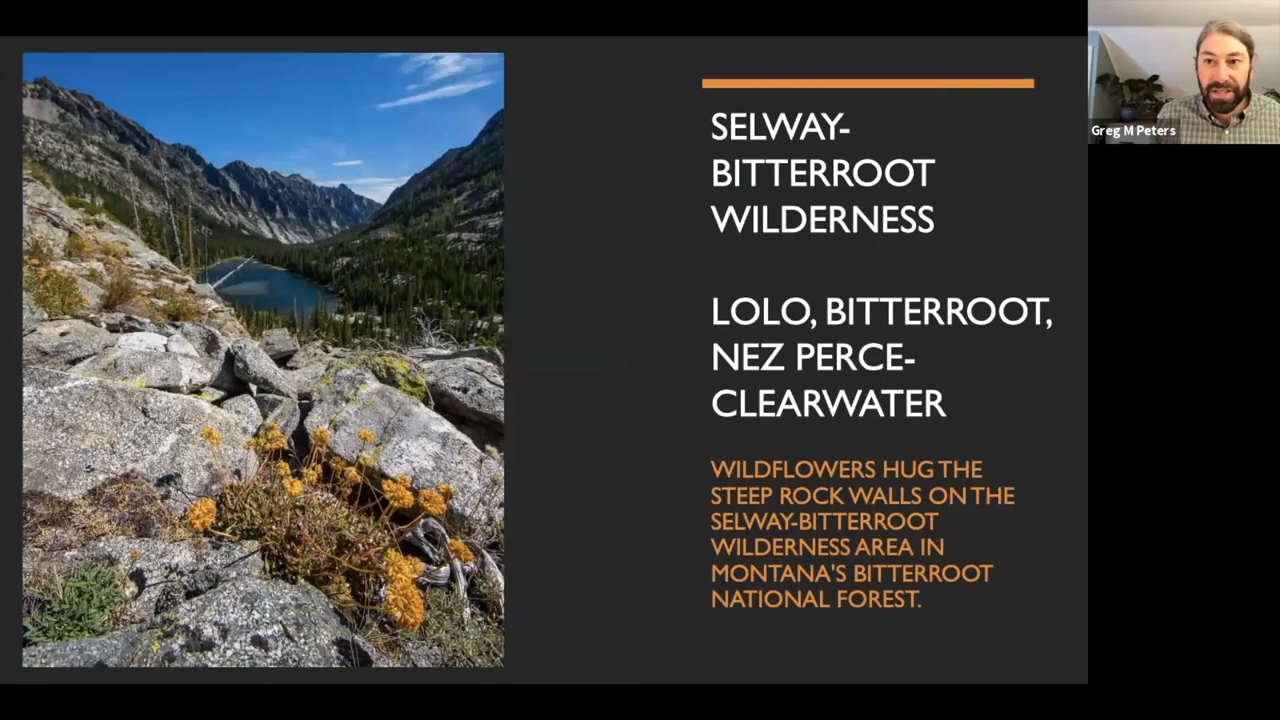 SELWAY-
BITTERROOT
WILDERNESS
LOLO, BITTERROOT,
NEZ PERCE-
CLEARWATER
WILDFLOWERS HUG THE
STEEP ROCK WALLS ON THE
SELWAY-BITTERROOT
WILDERNESS AREA IN
MONTANA'S BITTERROOT
NATIONAL FOREST.
Greg M Peters